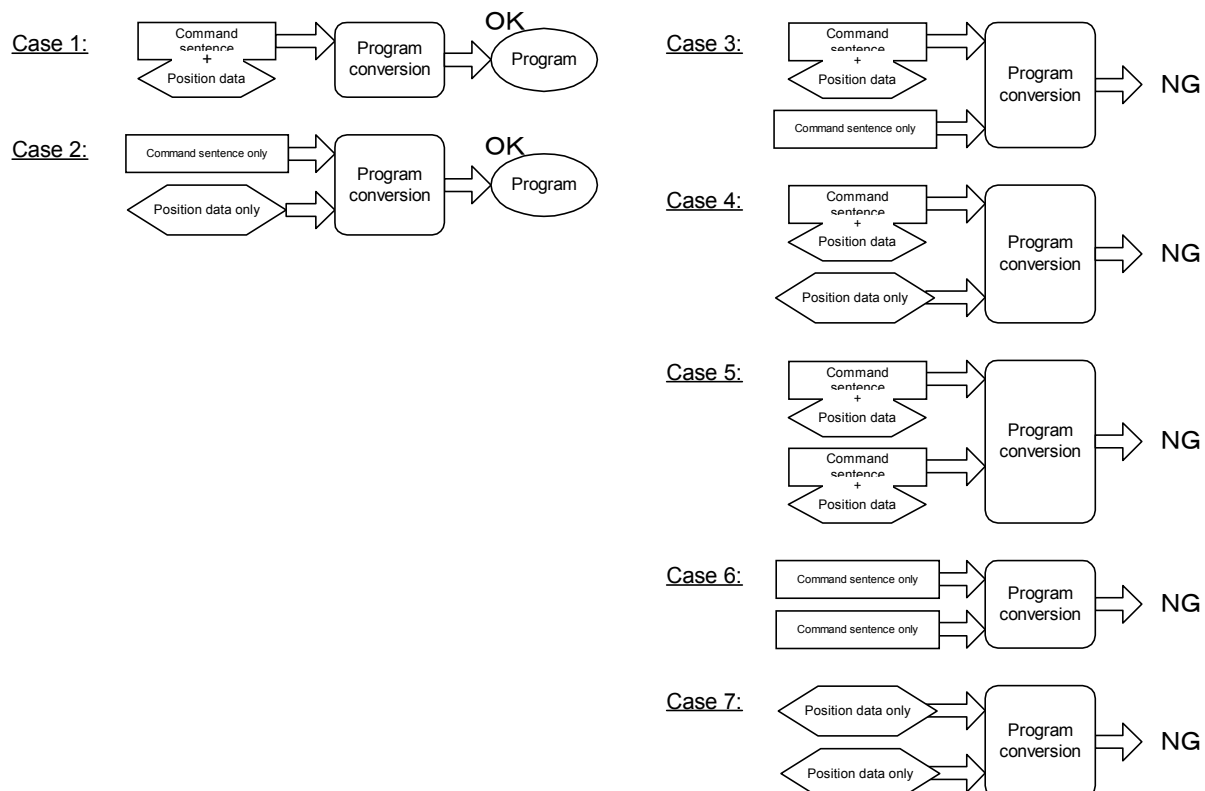 Case 1:
Command
sentence
+
Position data
Program
conversion
OK
Program
Case 2:
Command sentence only
Position data only
Program
conversion
OK
Program
Case 3:
Command
sentence
+
Position data
Command sentence only
Program
conversion
NG
Case 4:
Command
sentence
+
Position data
Position data only
Program
conversion
NG
Case 5:
Command
sentence
+
Position data
Command
sentence
+
Position data
Program
conversion
NG
Case 6:
Command sentence only
Command sentence only
Program
conversion
NG
Case 7:
Position data only
Position data only
Program
conversion
NG